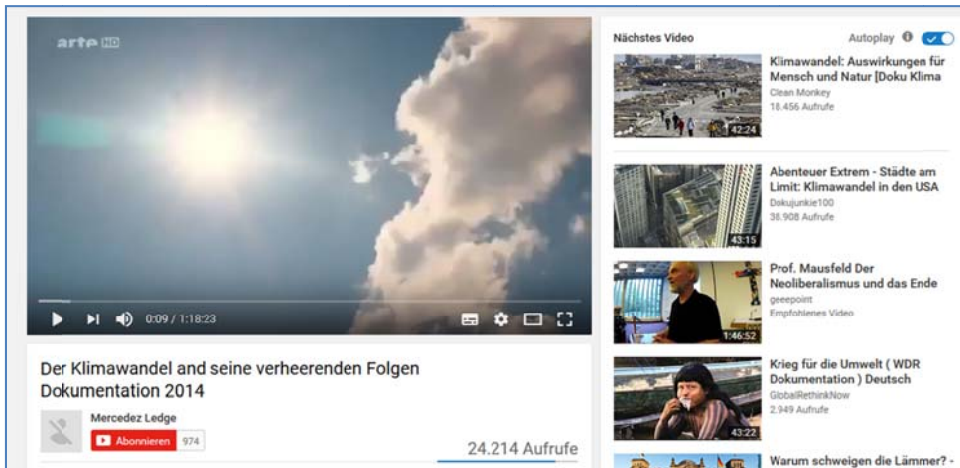 arte HD
0:09 / 1:18:23
Der Klimawandel and seine verheerenden Folgen
Dokumentation 2014
Mercedez Ledge
Abonnieren 974
24.214 Aufrufe
Nächstes Video
Autoplay
42:24
Klimawandel: Auswirkungen für
Mensch und Natur [Doku Klima
Clean Monkey
18.456 Aufrufe
43:15
Abenteuer Extrem - Städte am
Limit: Klimawandel in den USA
Dokujunkie100
38.908 Aufrufe
1:46:52
Prof. Mausfeld Der
Neoliberalismus und das Ende
geeepoint
Empfohlenes Video
43:22
Krieg für die Umwelt ( WDR
Dokumentation ) Deutsch
GlobalRethinkNow
2.949 Aufrufe
Warum schweigen die Lämmer? -